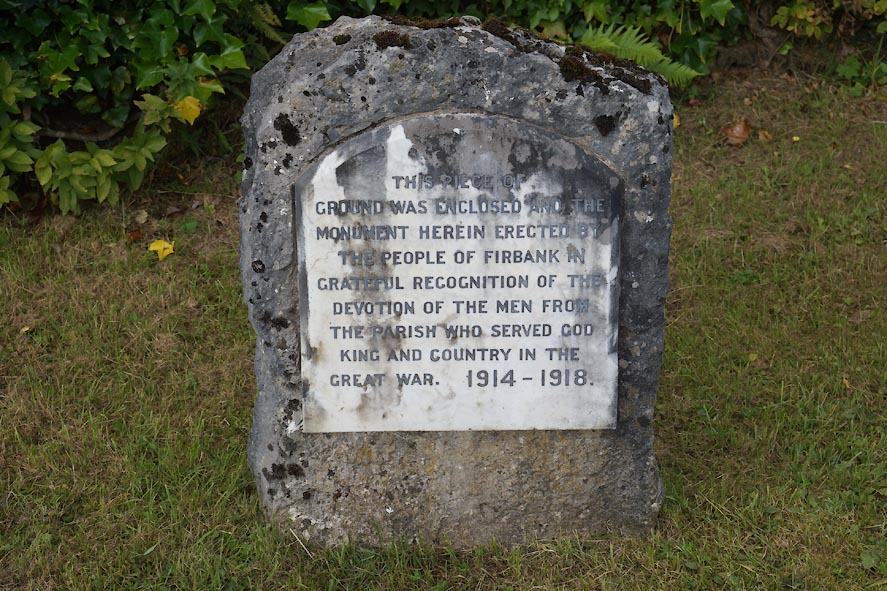 THIS PIECE OF
GROUND WAS ENCLOSED AND THE
MONUMENT HEREIN ERECTED BY
THE PEOPLE OF FIRBANK IN
GRATEFUL RECOGNITION OF THE
DEVOTION OF THE MEN FROM
THE PARISH WHO SERVED GOD
KING AND COUNTRY IN THE
GREAT WAR. 1914 - 1918.